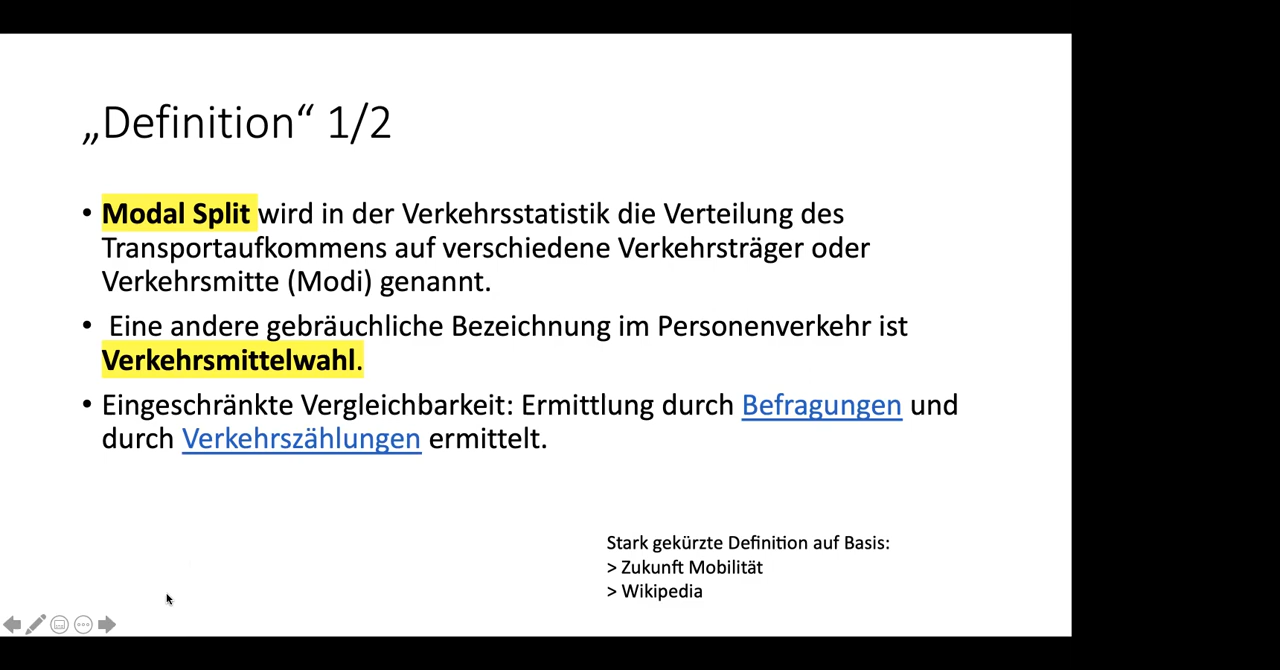 „Definition“ 1/2
• Modal Split wird in der Verkehrsstatistik die Verteilung des
Transportaufkommens auf verschiedene Verkehrsträger oder
Verkehrsmitte (Modi) genannt.
• Eine andere gebräuchliche Bezeichnung im Personenverkehr ist
Verkehrsmittelwahl.
• Eingeschränkte Vergleichbarkeit: Ermittlung durch Befragungen und
durch Verkehrszählungen ermittelt.
Stark gekürzte Definition auf Basis:
> Zukunft Mobilität
> Wikipedia